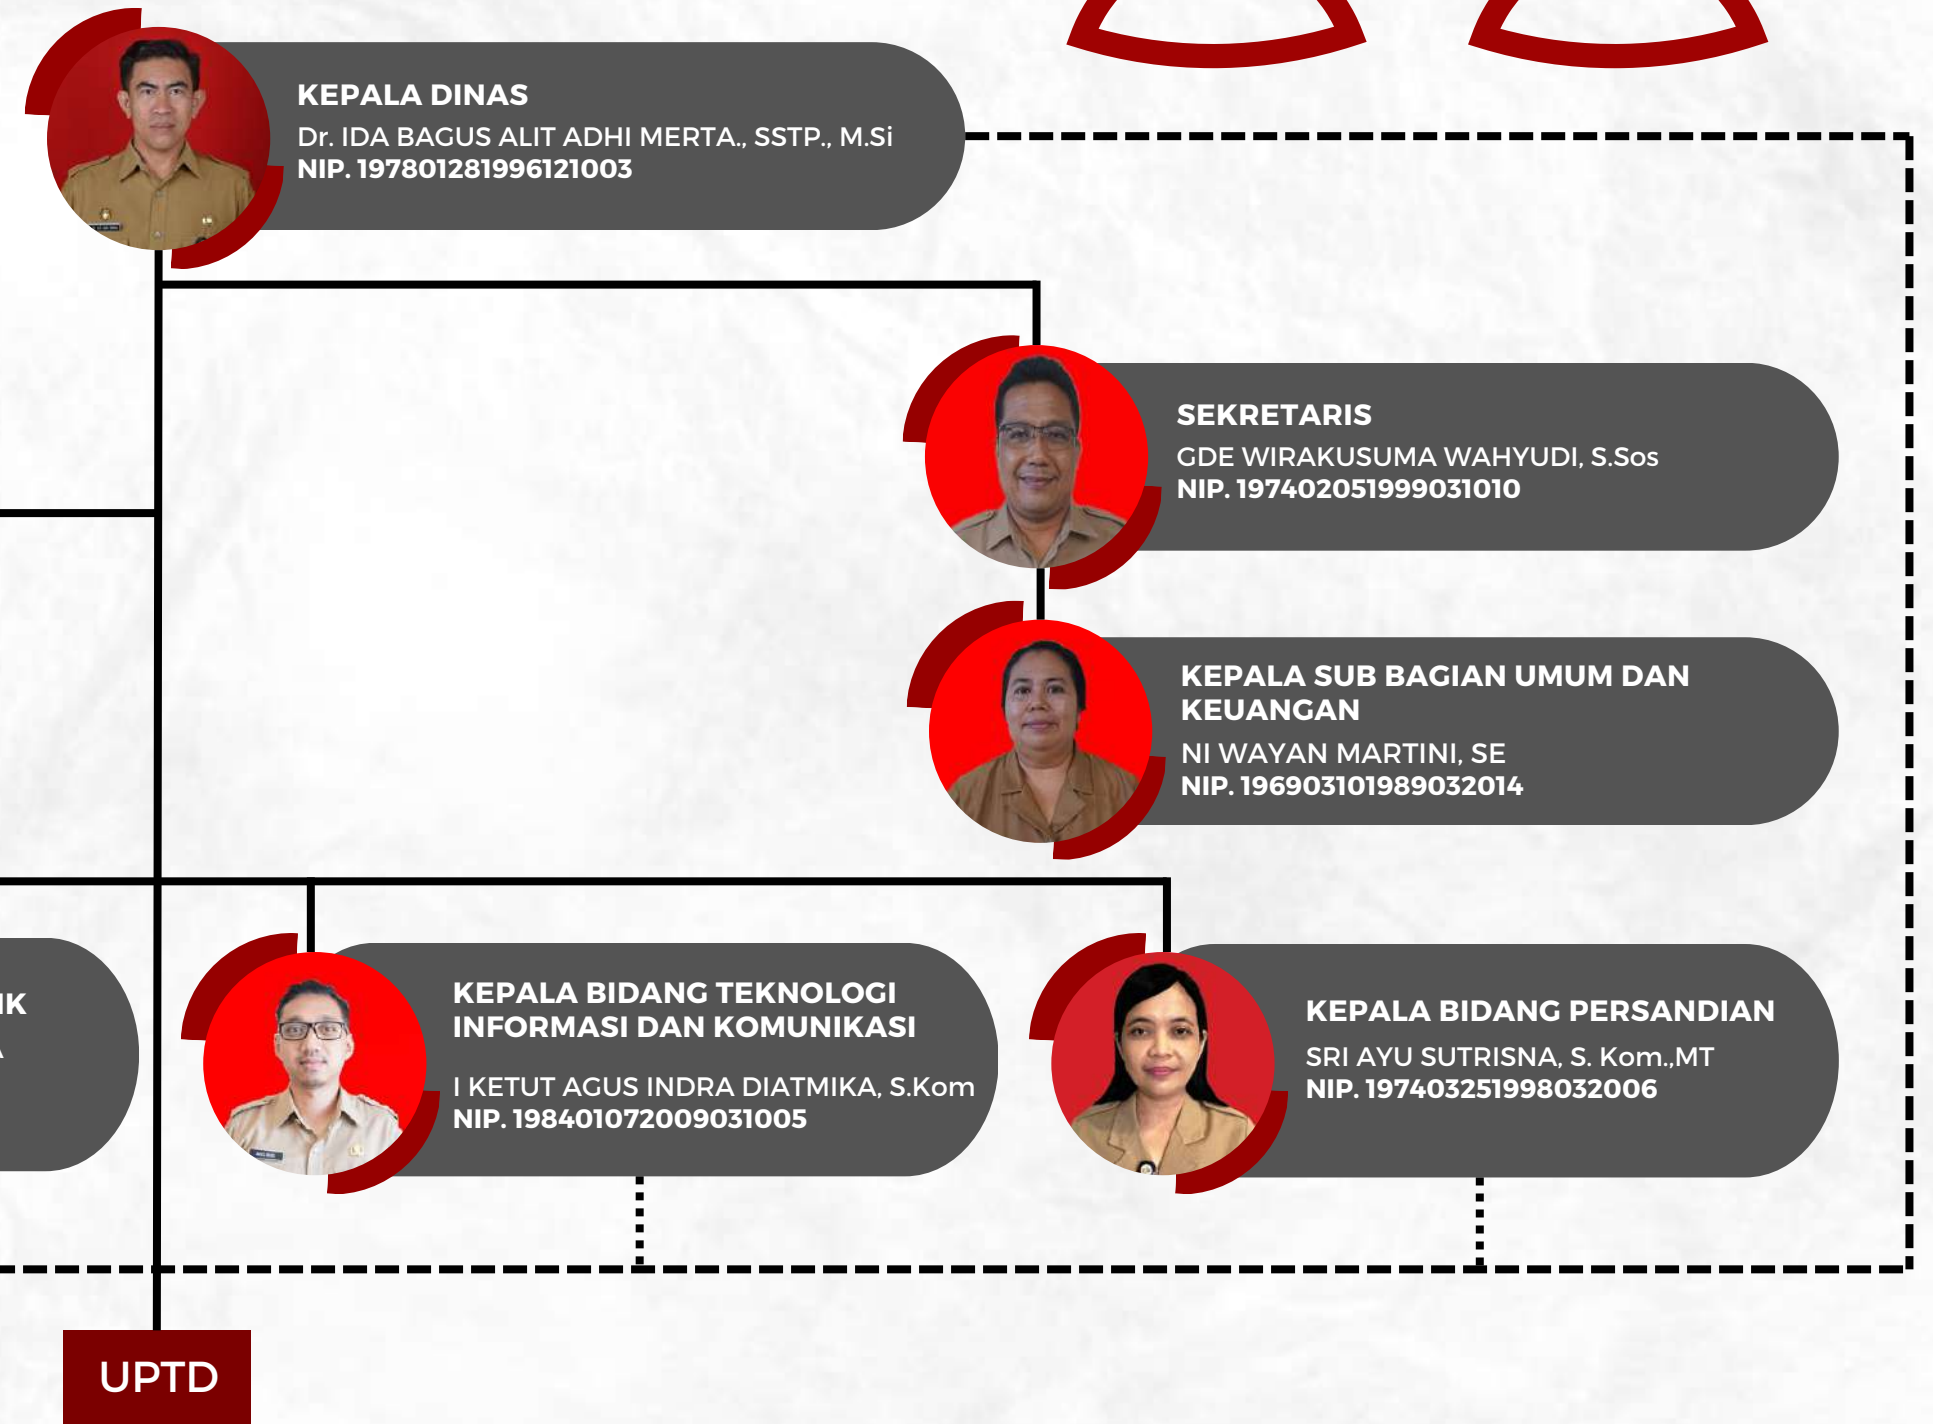 KEPALA DINAS
Dr. IDA BAGUS ALIT ADHI MERTA., SSTP., M.Si
NIP. 197801281996121003
SEKRETARIS
GDE WIRAKUSUMA WAHYUDI, S.Sos
NIP. 197402051999031010
KEPALA SUB BAGIAN UMUM DAN
KEUANGAN
NI WAYAN MARTINI, SE
NIP. 196903101989032014
IK
KEPALA BIDANG TEKNOLOGI
INFORMASI DAN KOMUNIKASI
I KETUT AGUS INDRA DIATMIKA, S.Kom
NIP. 198401072009031005
KEPALA BIDANG PERSANDIAN
SRI AYU SUTRISNA, S. Kom.,MT
NIP. 197403251998032006
UPTD